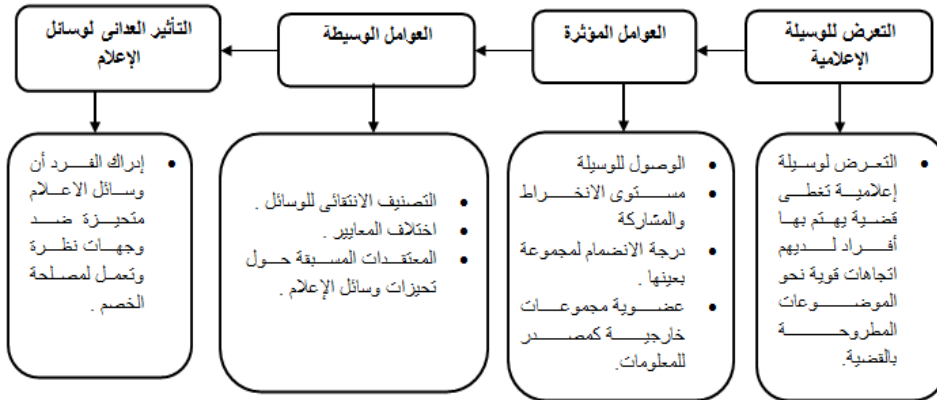 التعرض للوسيلة
الإعلامية
العوامل المؤثرة
العوامل الوسيطة
التأثير العدائى لوسائل
الإعلام
• التعرض لوسيلة
إعلامية تغطى
قضية يهتم بها
أفراد لديهم
اتجاهات قوية نحو
الموضوعات
المطروحة
بالقضية.
• الوصول للوسيلة
• مستوى الانخراط
والمشاركة
• درجة الانضمام لمجموعة
بعينها .
• عضوية مجموعات
خارجية كمصدر
للمعلومات.
• التصنيف الانتقائى للوسائل .
• اختلاف المعايير .
• المعتقدات المسبقة حول
تحيزات وسائل الإعلام .
• إدراك الفرد أن
وسائل الاعلام
متحيزة ضد
وجهات نظرة
وتعمل لمصلحة
الخصم .